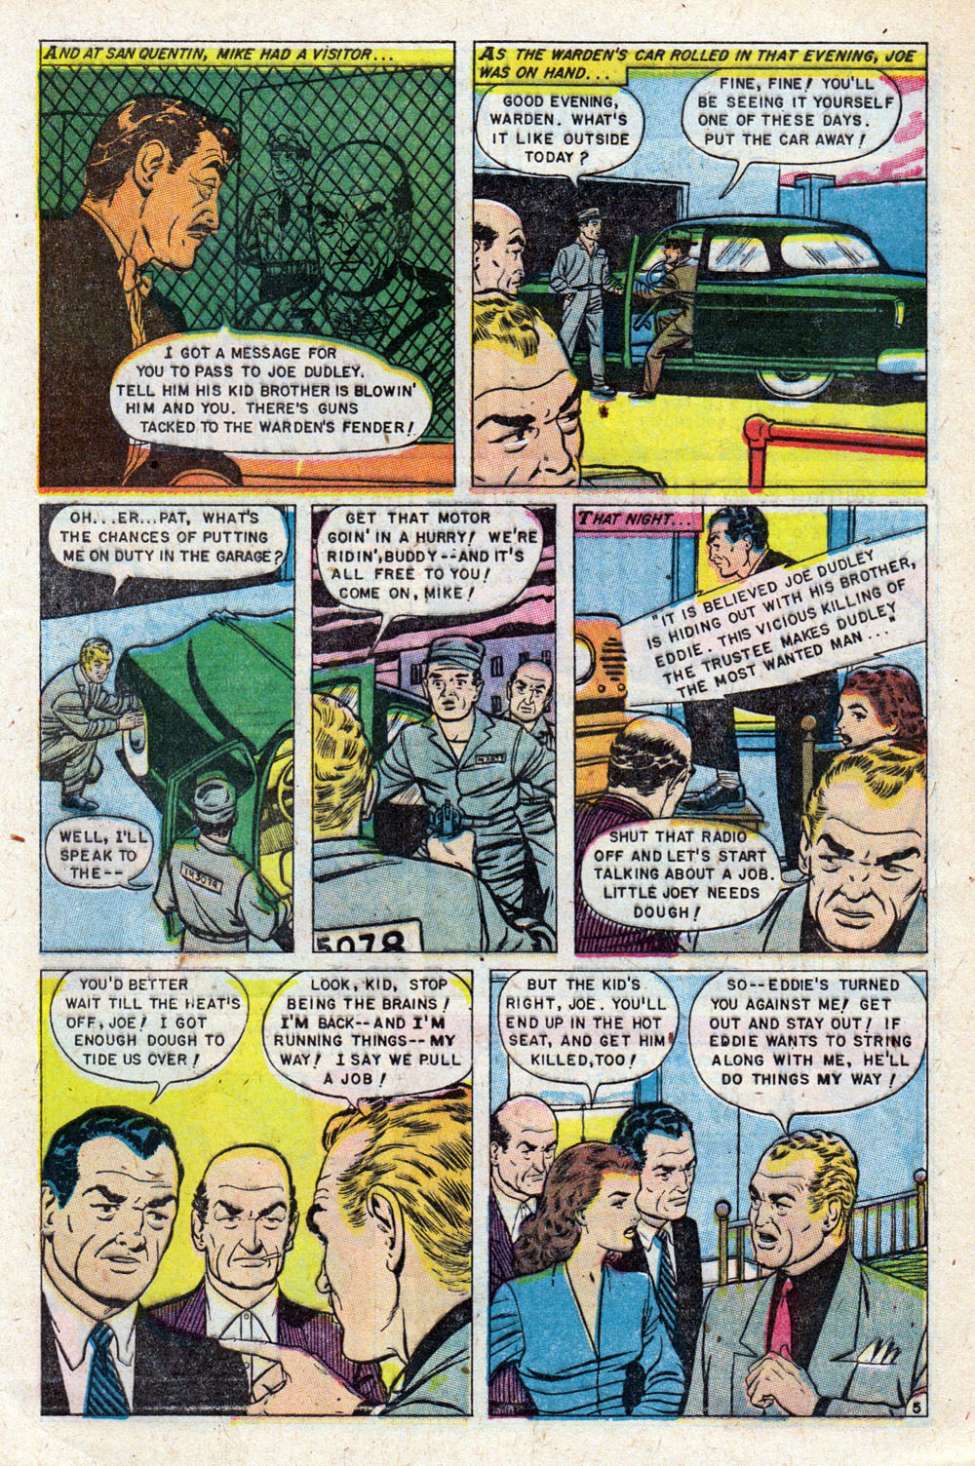 AND AT SAN QUENTIN, MIKE HAD A VISITOR...
I GOT A MESSAGE FOR
YOU TO PASS TO JOE DUDLEY.
TELL HIM HIS KID BROTHER IS BLOWIN'
HIM AND YOU. THERE'S GUNS
TACKED TO THE WARDEN'S FENDER!
AS THE WARDEN'S CAR ROLLED IN THAT EVENING, JOE
WAS ON HAND...
GOOD EVENING,
WARDEN. WHAT'S
IT LIKE OUTSIDE
TODAY?
FINE, FINE! YOU'LL
BE SEEING IT YOURSELF
ONE OF THESE DAYS.
PUT THE CAR AWAY!
OH...ER...PAT, WHAT'S
THE CHANCES OF PUTTING
ME ON DUTY IN THE GARAGE?
WELL, I'LL
SPEAK TO
THE--
GET THAT MOTOR
GOIN' IN A HURRY! WE'RE
RIDIN', BUDDY--AND IT'S
ALL FREE TO YOU!
COME ON, MIKE!
5078
THAT NIGHT...
"IT IS BELIEVED JOE DUDLEY
IS HIDING OUT WITH HIS BROTHER,
EDDIE. THIS VICIOUS KILLING OF
THE TRUSTEE MAKES DUDLEY
THE MOST WANTED MAN..."
SHUT THAT RADIO
OFF AND LET'S START
TALKING ABOUT A JOB.
LITTLE JOEY NEEDS
DOUGH!
YOU'D BETTER
WAIT TILL THE HEAT'S
OFF, JOE! I GOT
ENOUGH DOUGH TO
TIDE US OVER!
LOOK, KID, STOP
BEING THE BRAINS!
I'M BACK--AND I'M
RUNNING THINGS--MY
WAY! I SAY WE PULL
A JOB!
BUT THE KID'S
RIGHT, JOE. YOU'LL
END UP IN THE HOT
SEAT, AND GET HIM
KILLED, TOO!
SO--EDDIE'S TURNED
YOU AGAINST ME! GET
OUT AND STAY OUT! IF
EDDIE WANTS TO STRING
ALONG WITH ME, HE'LL
DO THINGS MY WAY!
5